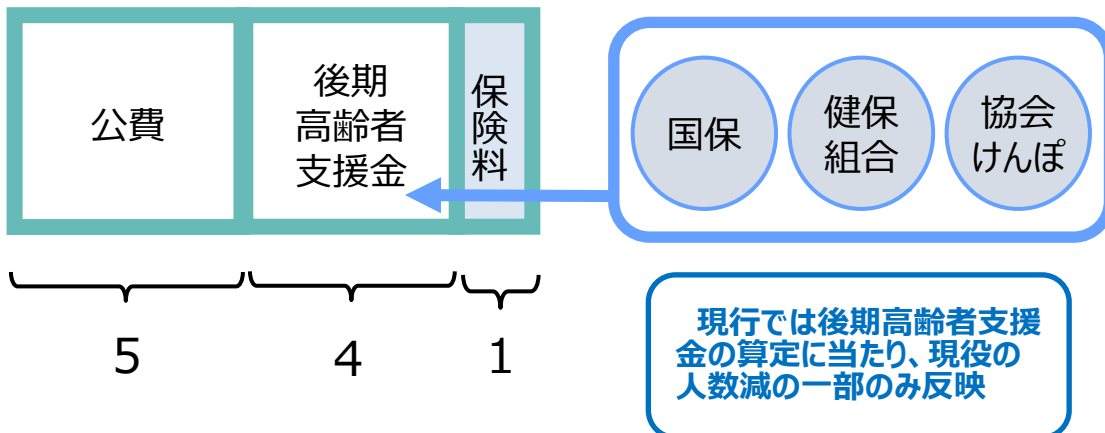 公費
後期
高齢者
支援金
保険料
国保
健保
組合
協会
けんぽ
5
4
1
現行では後期高齢者支援
金の算定に当たり、現役の
人数減の一部のみ反映